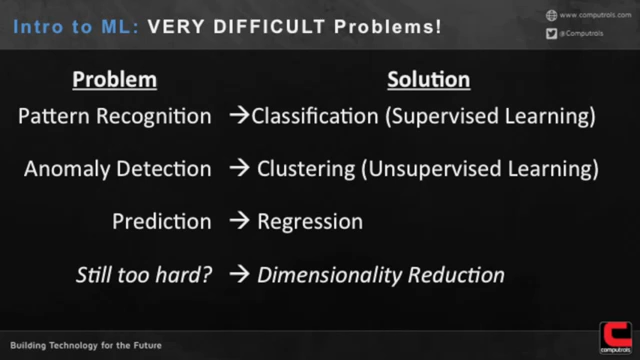 Intro to ML: VERY DIFFICULT Problems!
www.computrols.com
@Computrols
Problem Solution
Pattern Recognition →Classification (Supervised Learning)
Anomaly Detection → Clustering (Unsupervised Learning)
Prediction → Regression
Still too hard? → Dimensionality Reduction
Building Technology for the Future
computrols